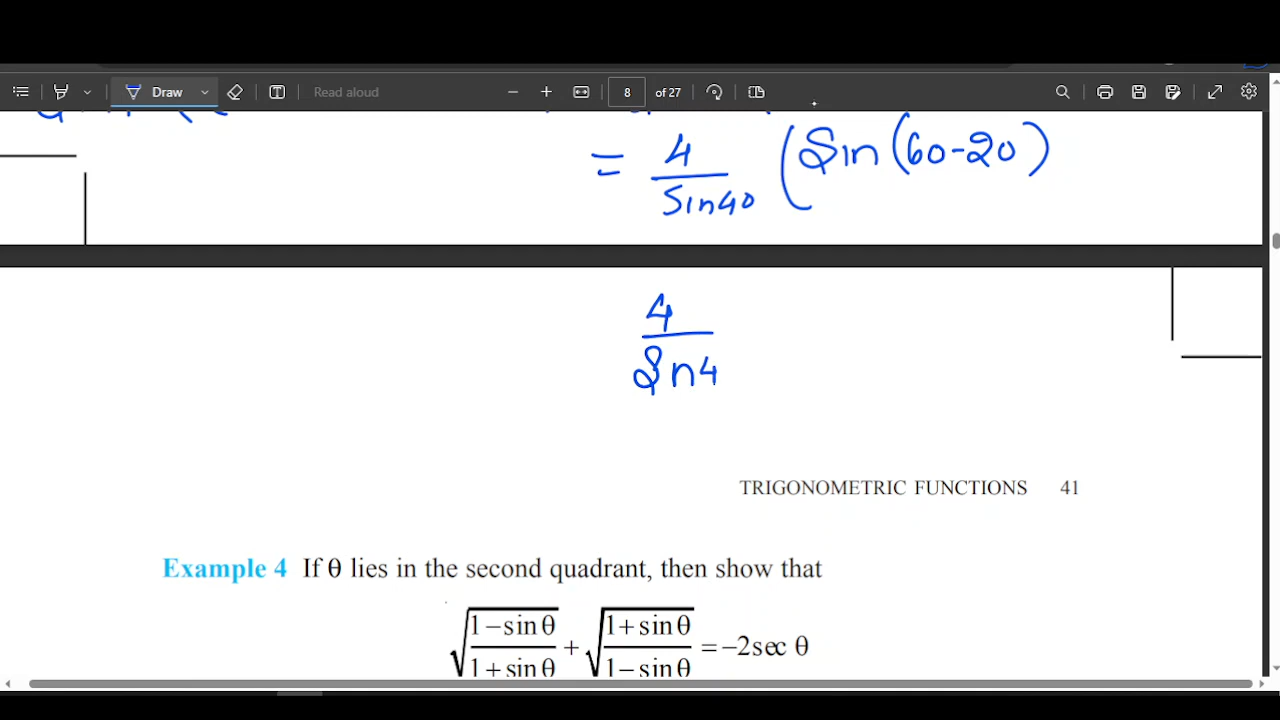 Draw
Read aloud
8 of 27
= 4/sin40 (Sin(60-20)
4/Sin4
TRIGONOMETRIC FUNCTIONS 41
Example 4 If θ lies in the second quadrant, then show that
√((1−sin θ)/(1+sin θ)) + √((1+sin θ)/(1−sin θ)) = −2sec θ